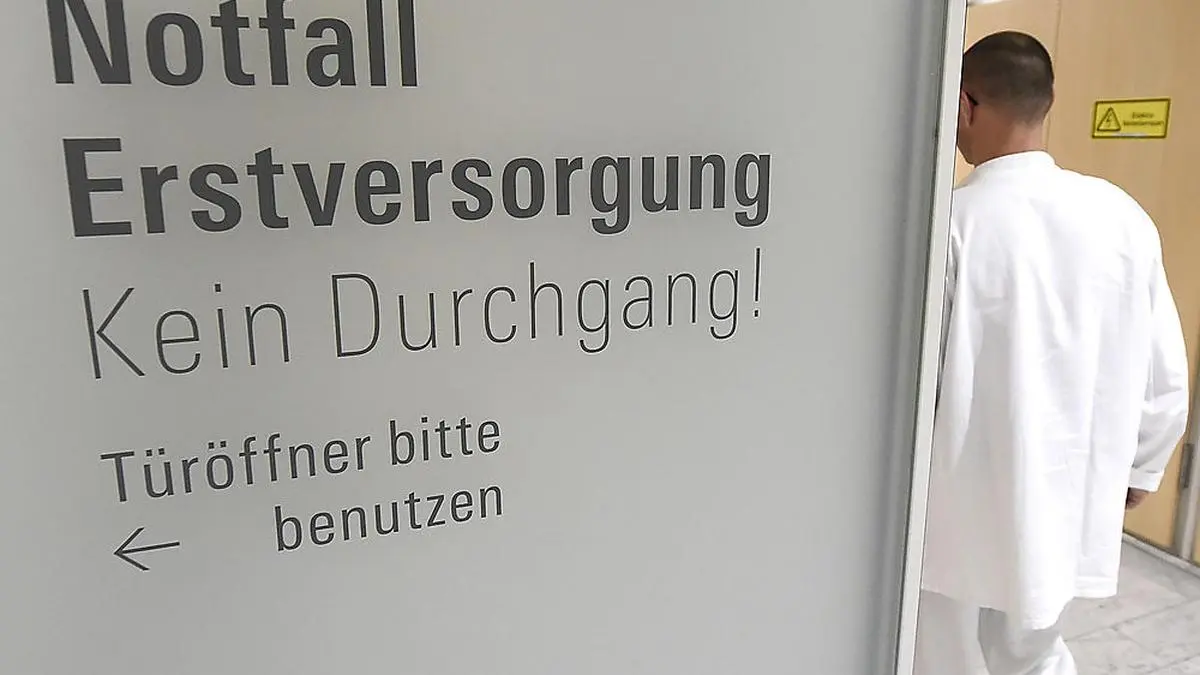 Notfall
Erstversorgung
Kein Durchgang!
Türöffner bitte
← benutzen